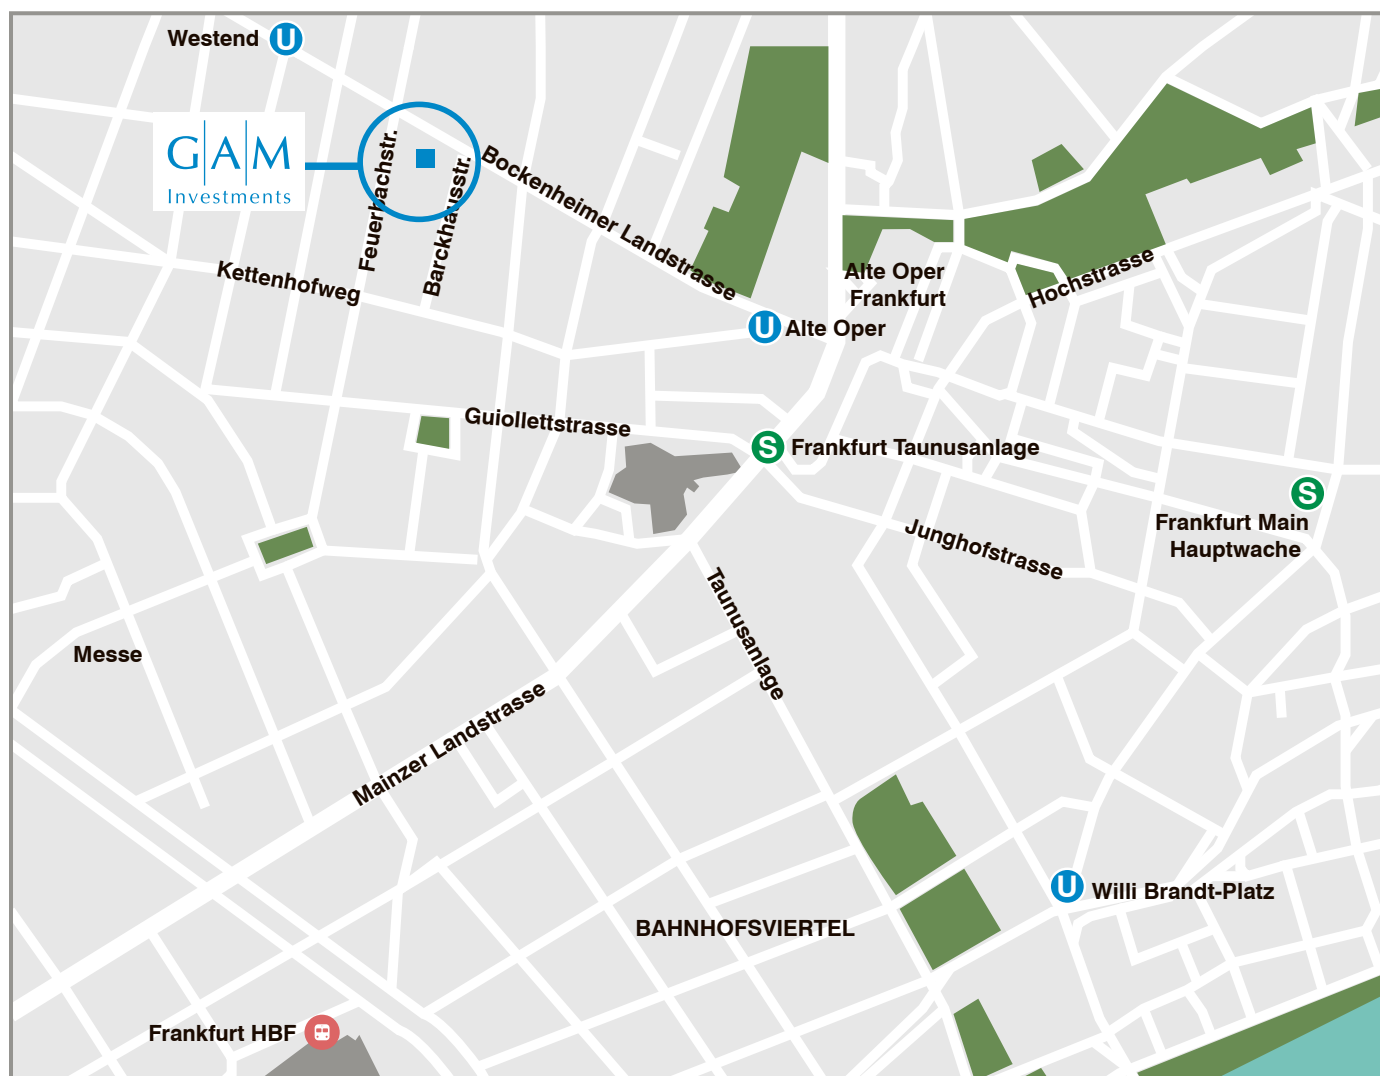 Westend U
G|A|M
Investments
Feuerbachstr.
Barckhausstr.
Bockenheimer Landstrasse
Kettenhofweg
Alte Oper
Frankfurt
Hochstrasse
U Alte Oper
Guiollettstrasse
S Frankfurt Taunusanlage
S
Frankfurt Main
Hauptwache
Junghofstrasse
Taunusanlage
Messe
Mainzer Landstrasse
U Willi Brandt-Platz
BAHNHOFSVIERTEL
Frankfurt HBF